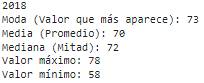 2018
Moda (Valor que más aparece): 73
Media (Promedio): 70
Mediana (Mitad): 72
Valor máximo: 78
Valor mínimo: 58